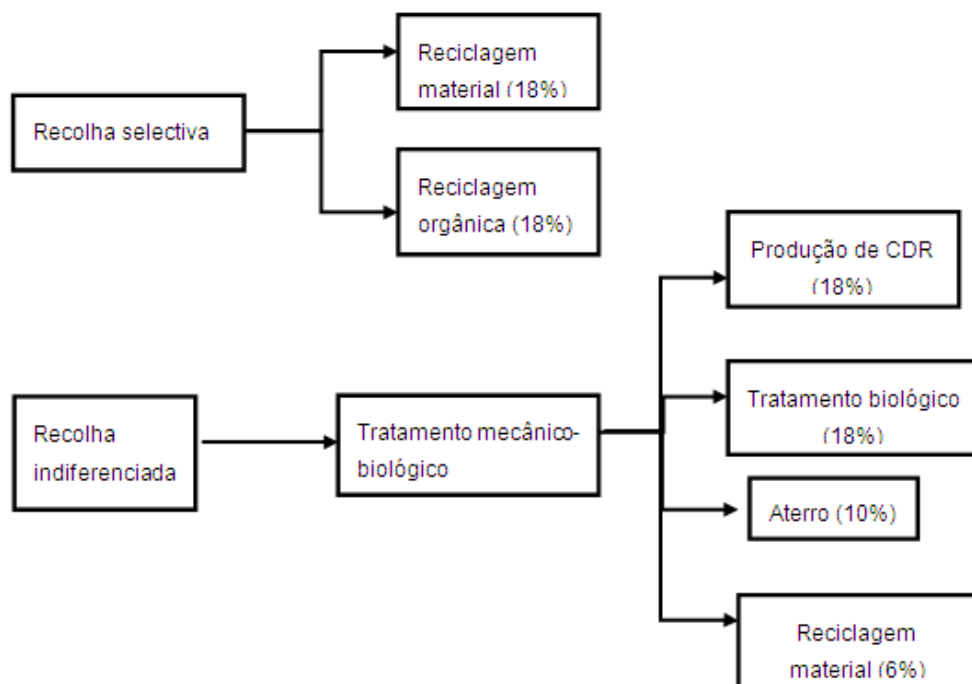 Reciclagem
material (18%)
Recolha selectiva
Reciclagem
orgânica (18%)
Produção de CDR
(18%)
Tratamento biológico
(18%)
Recolha
indiferenciada
Tratamento mecânico-
biológico
Aterro (10%)
Reciclagem
material (6%)